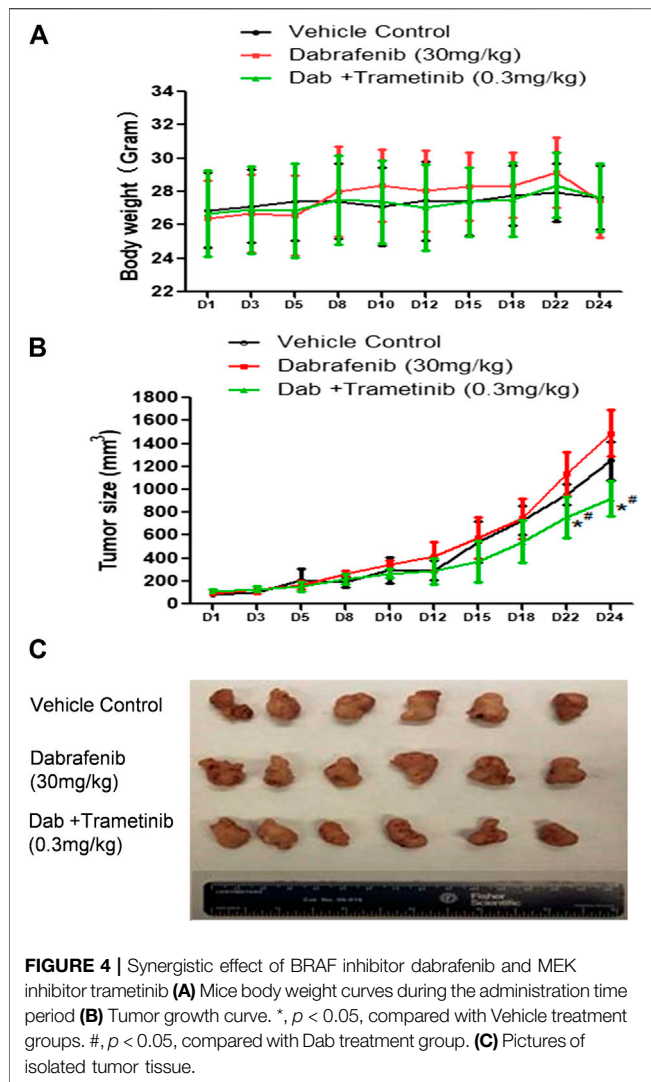 A
Vehicle Control
Dabrafenib (30mg/kg)
Dab +Trametinib (0.3mg/kg)
Body weight (Gram)
34
32
30
28
26
24
22
D1 D3 D5 D8 D10 D12 D15 D18 D22 D24
B
Vehicle Control
Dabrafenib (30mg/kg)
Dab +Trametinib (0.3mg/kg)
Tumor size (mm³)
1800
1600
1400
1200
1000
800
600
400
200
0
*# *#
D1 D3 D5 D8 D10 D12 D15 D18 D22 D24
C
Vehicle Control
Dabrafenib
(30mg/kg)
Dab +Trametinib
(0.3mg/kg)
Fisher
Scientific
FIGURE 4 | Synergistic effect of BRAF inhibitor dabrafenib and MEK
inhibitor trametinib (A) Mice body weight curves during the administration time
period (B) Tumor growth curve. *, p < 0.05, compared with Vehicle treatment
groups. #, p < 0.05, compared with Dab treatment group. (C) Pictures of
isolated tumor tissue.